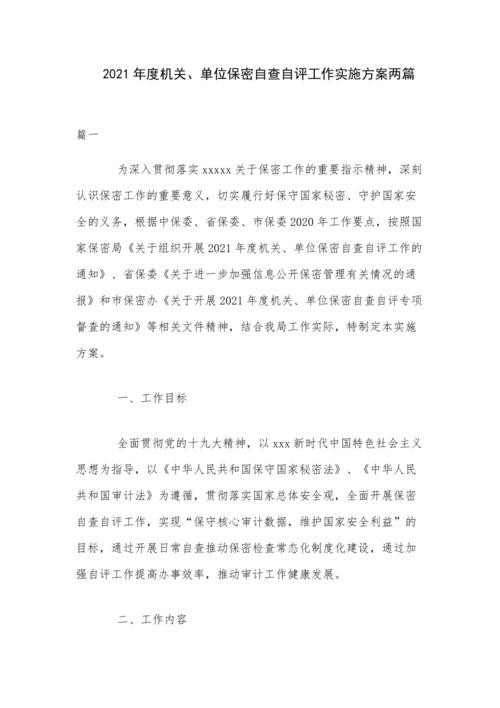 2021 年度机关、单位保密自查自评工作实施方案两篇
篇一
为深入贯彻落实 xxxxx 关于保密工作的重要指示精神，深刻
认识保密工作的重要意义，切实履行好保守国家秘密、守护国家安
全的义务，根据中保委、省保委、市保委 2020 年工作要点，按照国
家保密局《关于组织开展 2021 年度机关、单位保密自查自评工作的
通知》、省保委《关于进一步加强信息公开保密管理有关情况的通
报》和市保密办《关于开展 2021 年度机关、单位保密自查自评专项
督查的通知》等相关文件精神，结合我局工作实际，特制定本实施
方案。
一、工作目标
全面贯彻党的十九大精神，以 xxx 新时代中国特色社会主义
思想为指导，以《中华人民共和国保守国家秘密法》、《中华人民
共和国审计法》为遵循，贯彻落实国家总体安全观，全面开展保密
自查自评工作，实现“保守核心审计数据，维护国家安全利益”的
目标，通过开展日常自查推动保密检查常态化制度化建设，通过加
强自评工作提高办事效率，推动审计工作健康发展。
二、工作内容